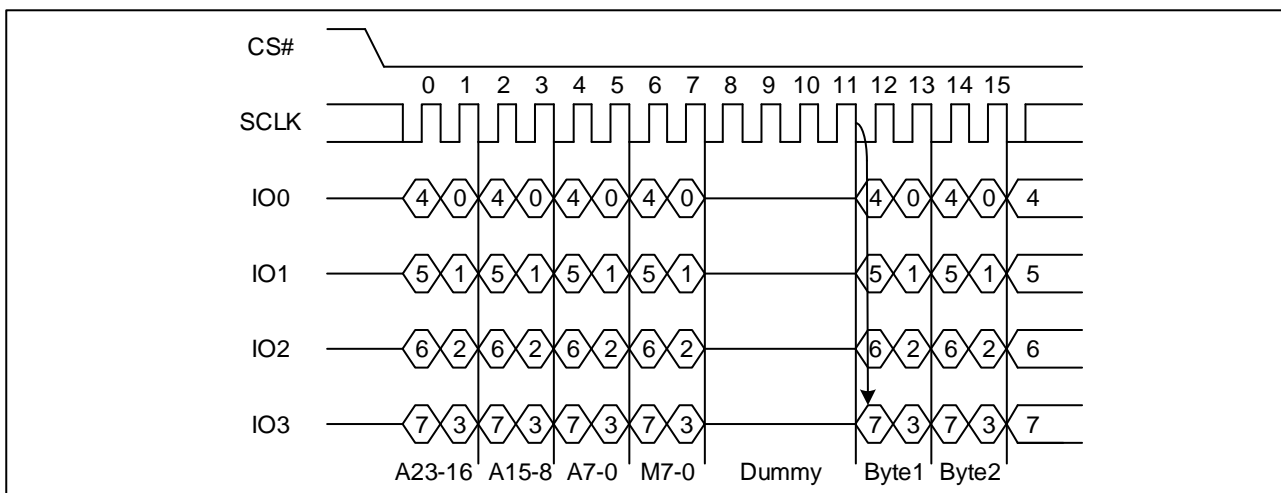 CS#
0 1 2 3 4 5 6 7 8 9 10 11 12 13 14 15
SCLK
IO0 4 0 4 0 4 0 4 0 4 0 4 0 4
IO1 5 1 5 1 5 1 5 1 5 1 5 1 5
IO2 6 2 6 2 6 2 6 2 6 2 6 2 6
IO3 7 3 7 3 7 3 7 3 7 3 7 3 7
A23-16 A15-8 A7-0 M7-0 Dummy Byte1 Byte2